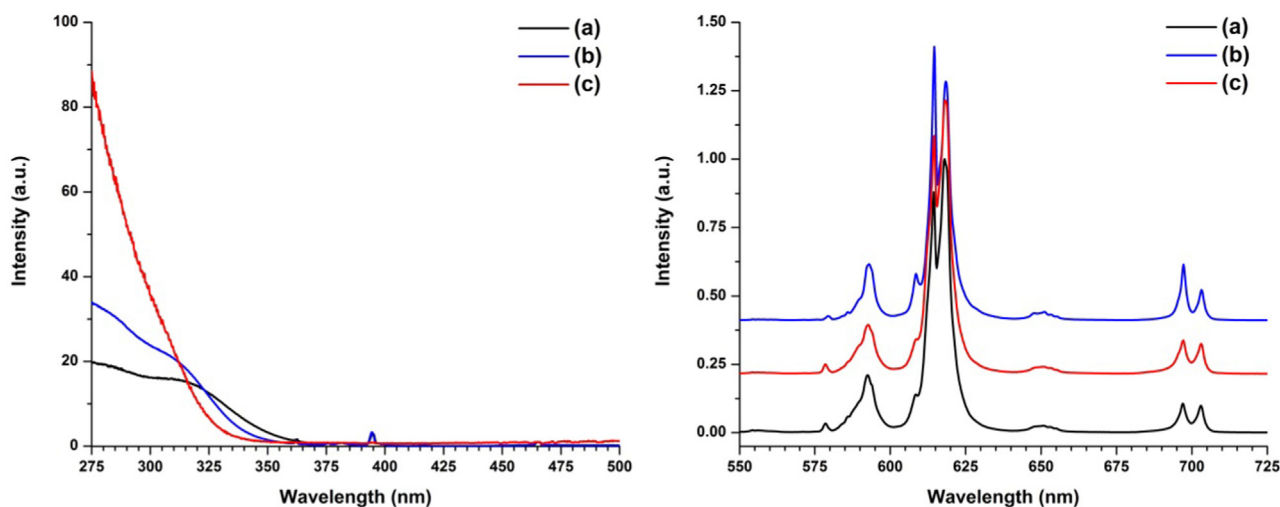 100
80
60
40
20
0
Intensity (a.u.)
(a)
(b)
(c)
275 300 325 350 375 400 425 450 475 500
Wavelength (nm)
1.50
1.25
1.00
0.75
0.50
0.25
0.00
Intensity (a.u.)
(a)
(b)
(c)
550 575 600 625 650 675 700 725
Wavelength (nm)